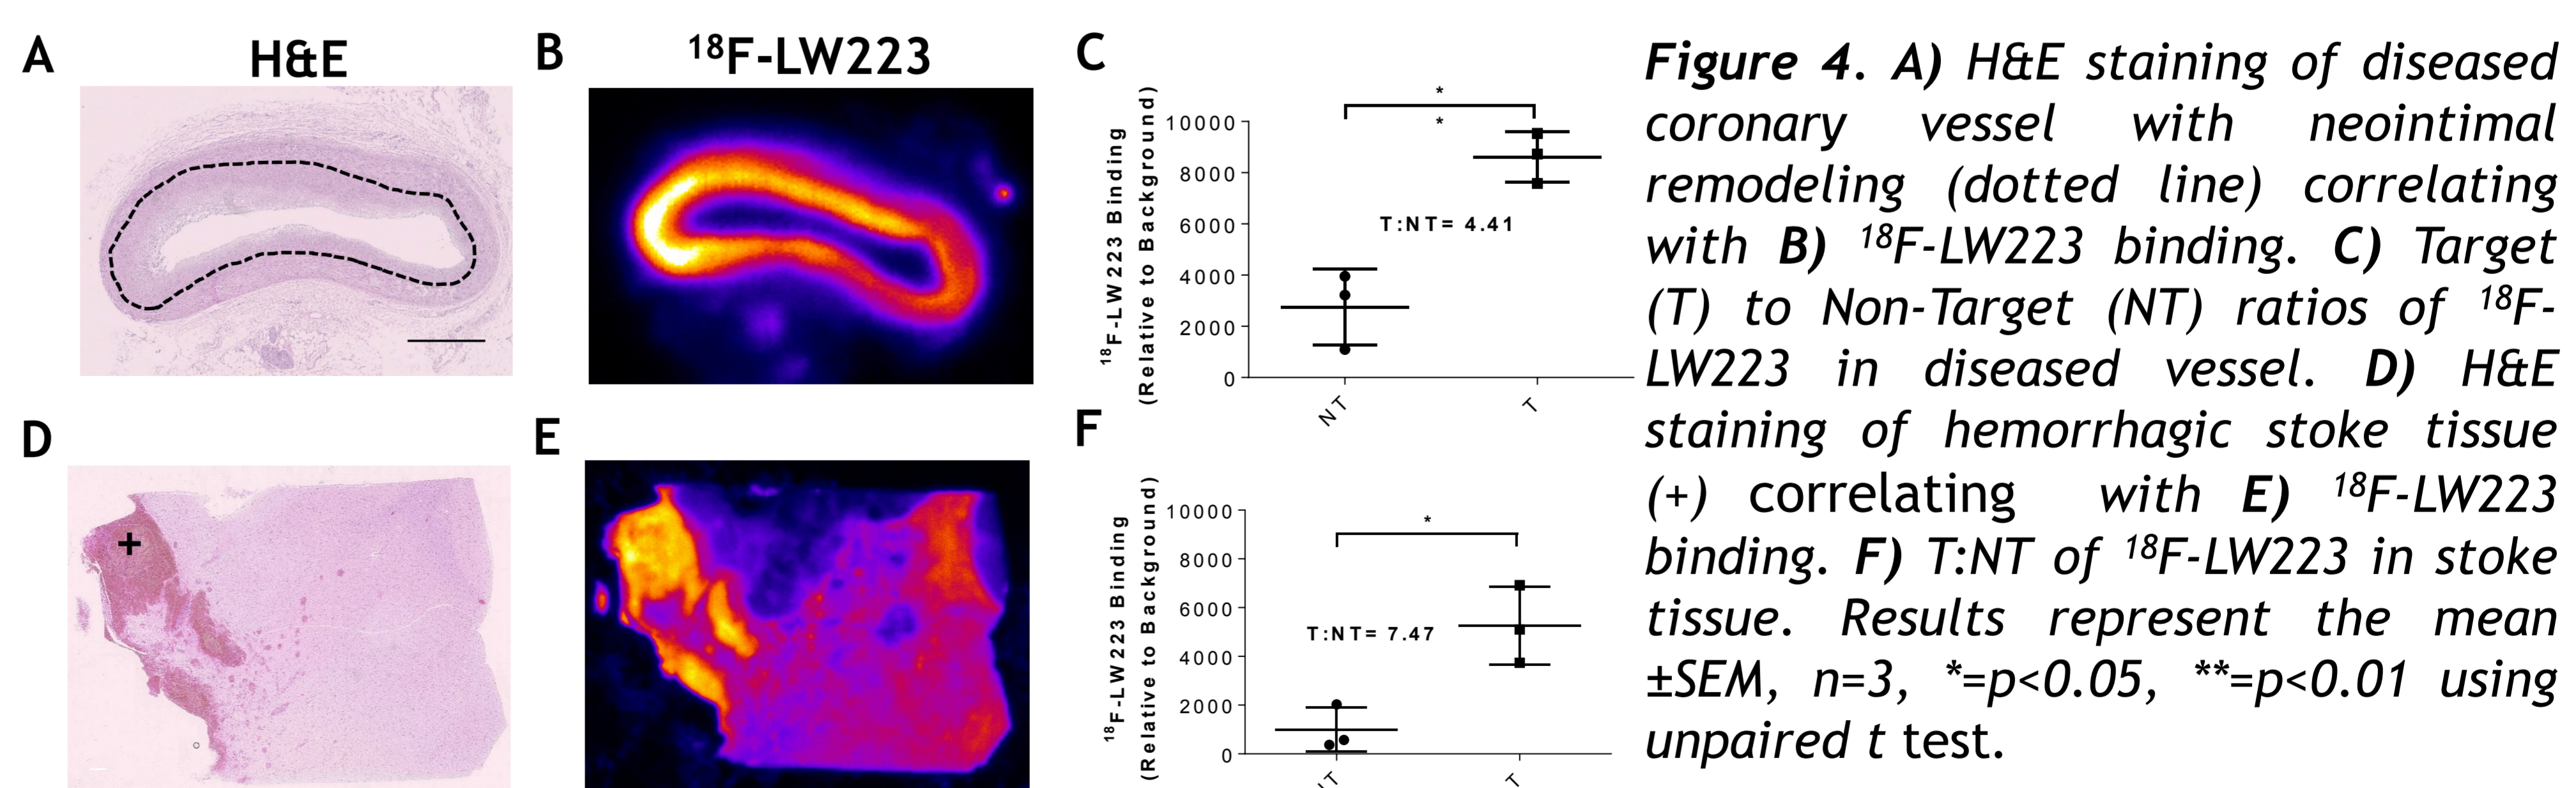 A
H&E
B
18F-LW223
C
18F-LW223 Binding
(Relative to Background)
10000
8000
6000
4000
2000
0
*
*
T:NT= 4.41
NT
T
D
E
F
18F-LW223 Binding
(Relative to Background)
10000
8000
6000
4000
2000
0
*
T:NT= 7.47
T
Figure 4. A) H&E staining of diseased
coronary vessel with neointimal
remodeling (dotted line) correlating
with B) 18F-LW223 binding. C) Target
(T) to Non-Target (NT) ratios of 18F-
LW223 in diseased vessel. D) H&E
staining of hemorrhagic stoke tissue
(+) correlating with E) 18F-LW223
binding. F) T:NT of 18F-LW223 in stoke
tissue. Results represent the mean
±SEM, n=3, *=p<0.05, **=p<0.01 using
unpaired t test.